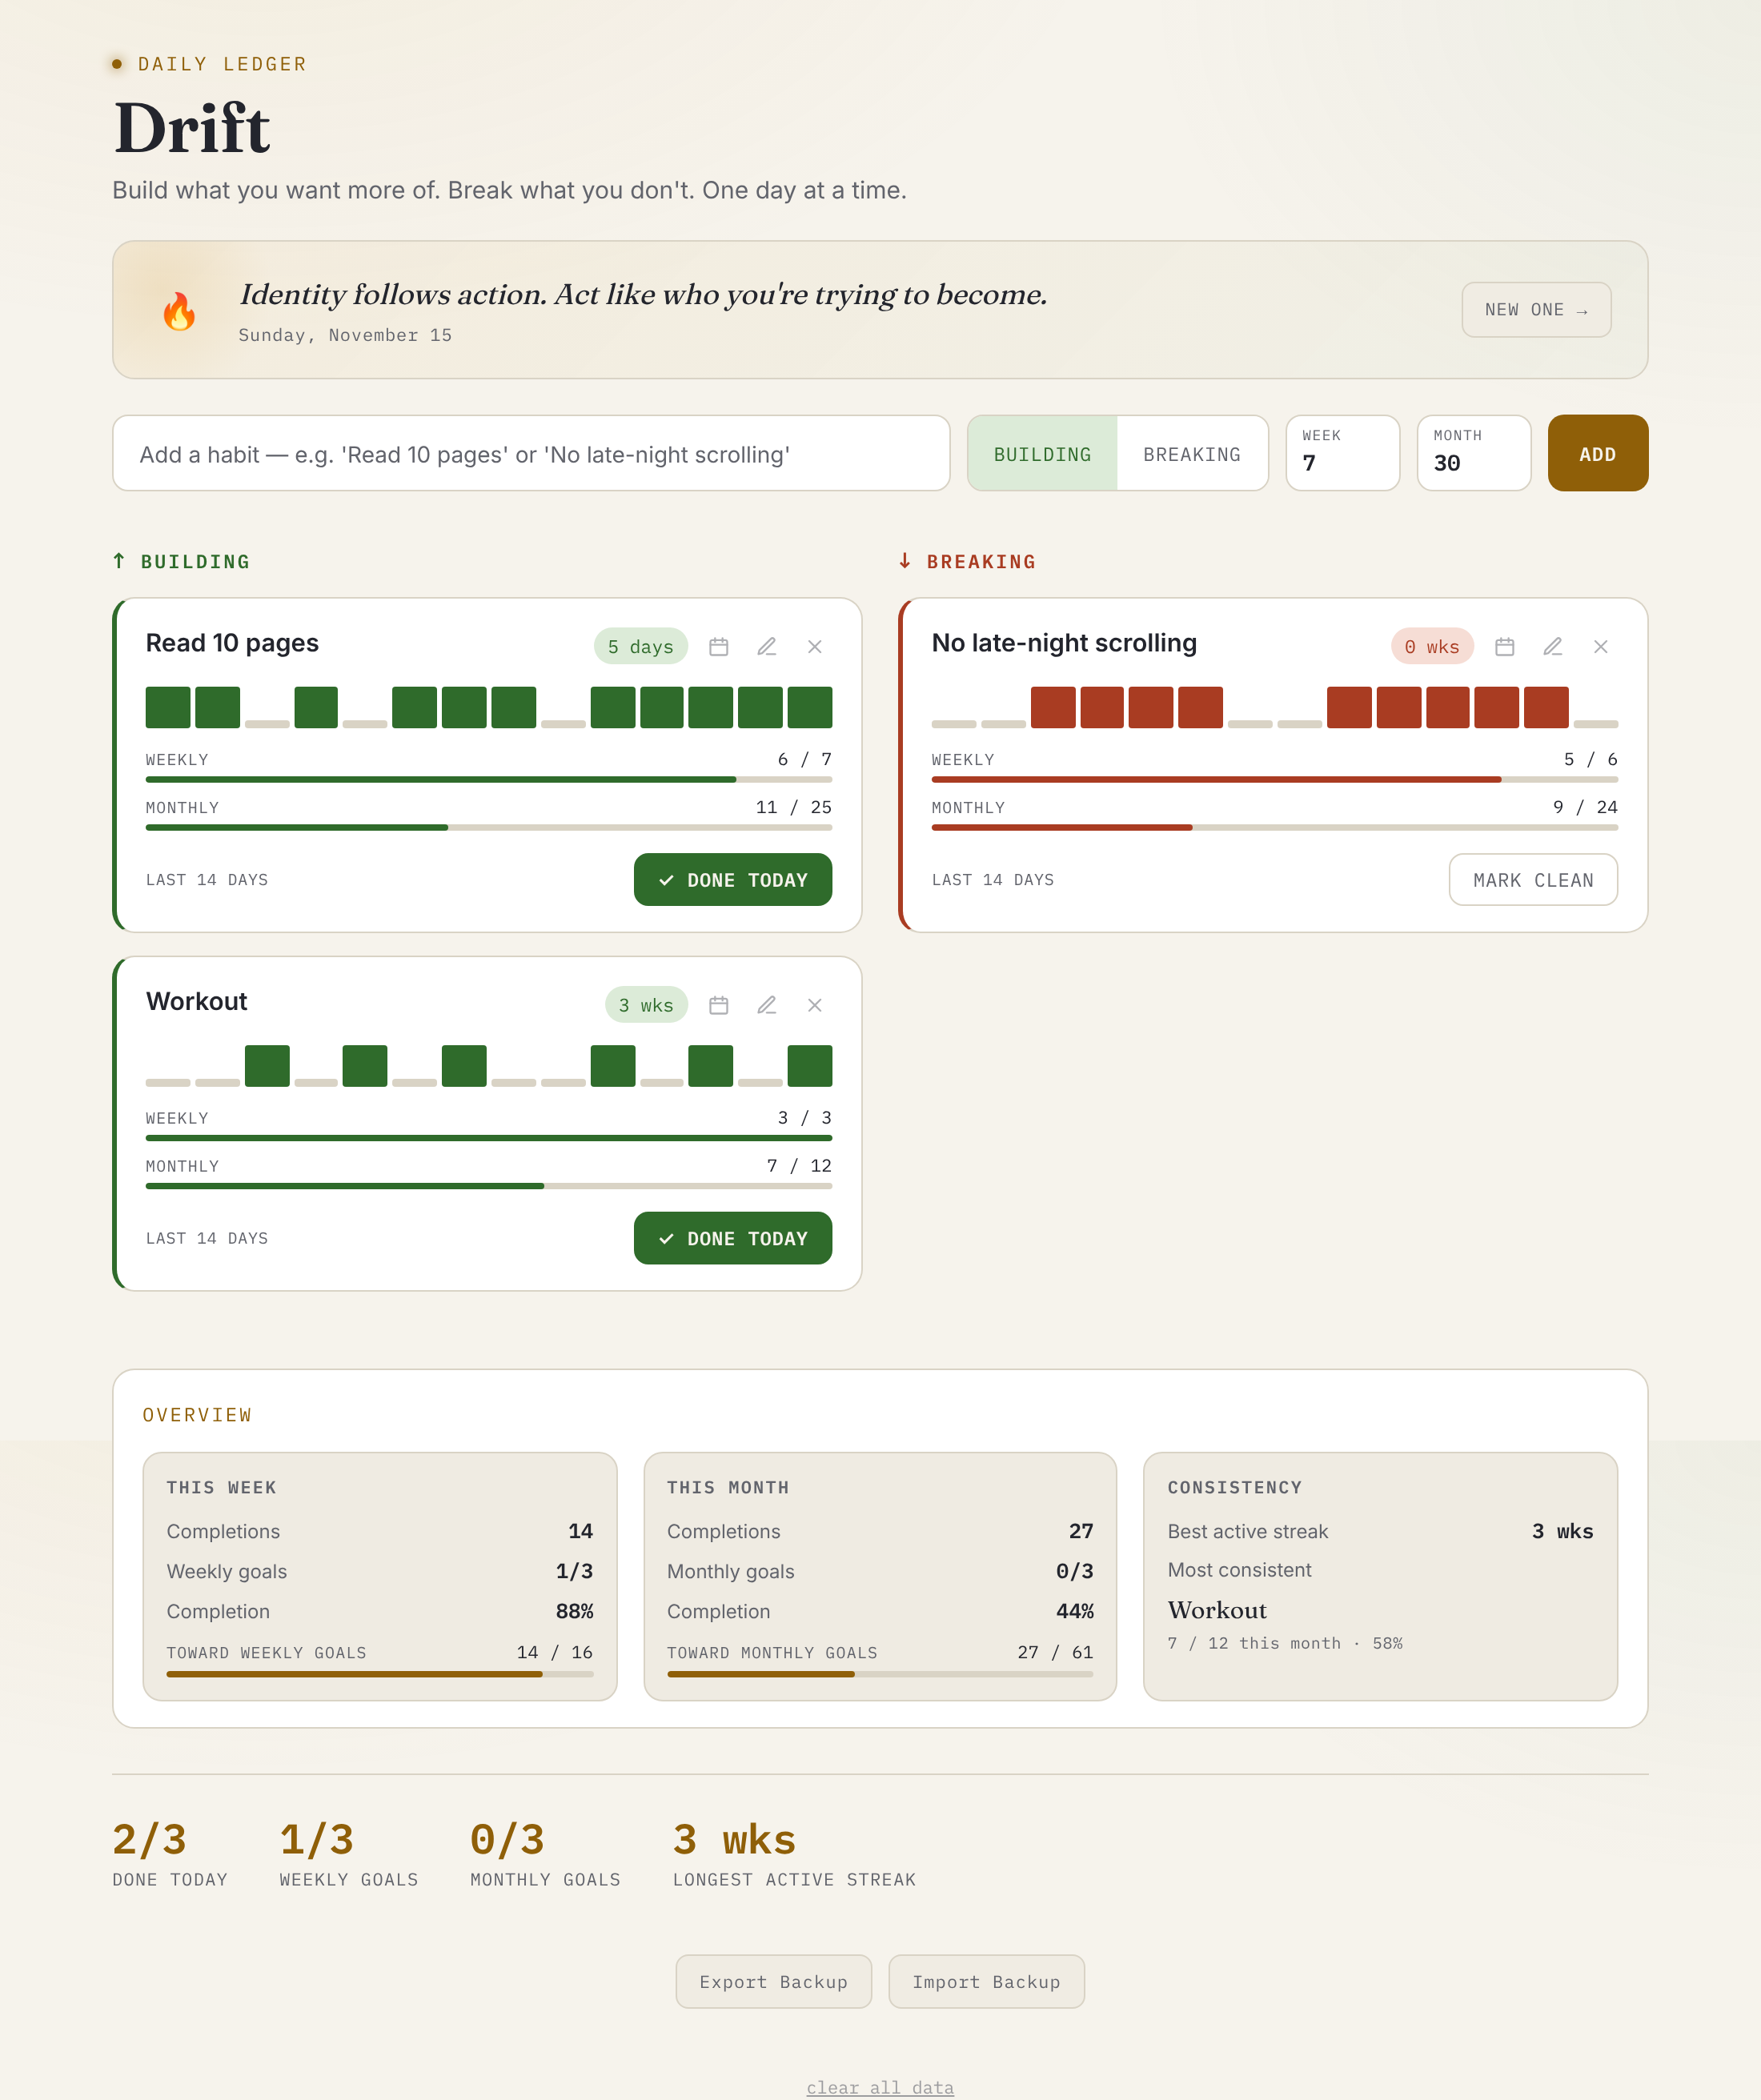 DAILY LEDGER
Drift
Build what you want more of. Break what you don't. One day at a time.
Identity follows action. Act like who you're trying to become.
Sunday, November 15
NEW ONE →
Add a habit — e.g. 'Read 10 pages' or 'No late-night scrolling'
BUILDING
BREAKING
WEEK
7
MONTH
30
ADD
↑ BUILDING
Read 10 pages
5 days
WEEKLY 6 / 7
MONTHLY 11 / 25
LAST 14 DAYS
✓ DONE TODAY
Workout
3 wks
WEEKLY 3 / 3
MONTHLY 7 / 12
LAST 14 DAYS
✓ DONE TODAY
↓ BREAKING
No late-night scrolling
0 wks
WEEKLY 5 / 6
MONTHLY 9 / 24
LAST 14 DAYS
MARK CLEAN
OVERVIEW
THIS WEEK
Completions 14
Weekly goals 1/3
Completion 88%
TOWARD WEEKLY GOALS 14 / 16
THIS MONTH
Completions 27
Monthly goals 0/3
Completion 44%
TOWARD MONTHLY GOALS 27 / 61
CONSISTENCY
Best active streak 3 wks
Most consistent
Workout
7 / 12 this month · 58%
2/3
DONE TODAY
1/3
WEEKLY GOALS
0/3
MONTHLY GOALS
3 wks
LONGEST ACTIVE STREAK
Export Backup
Import Backup
clear all data